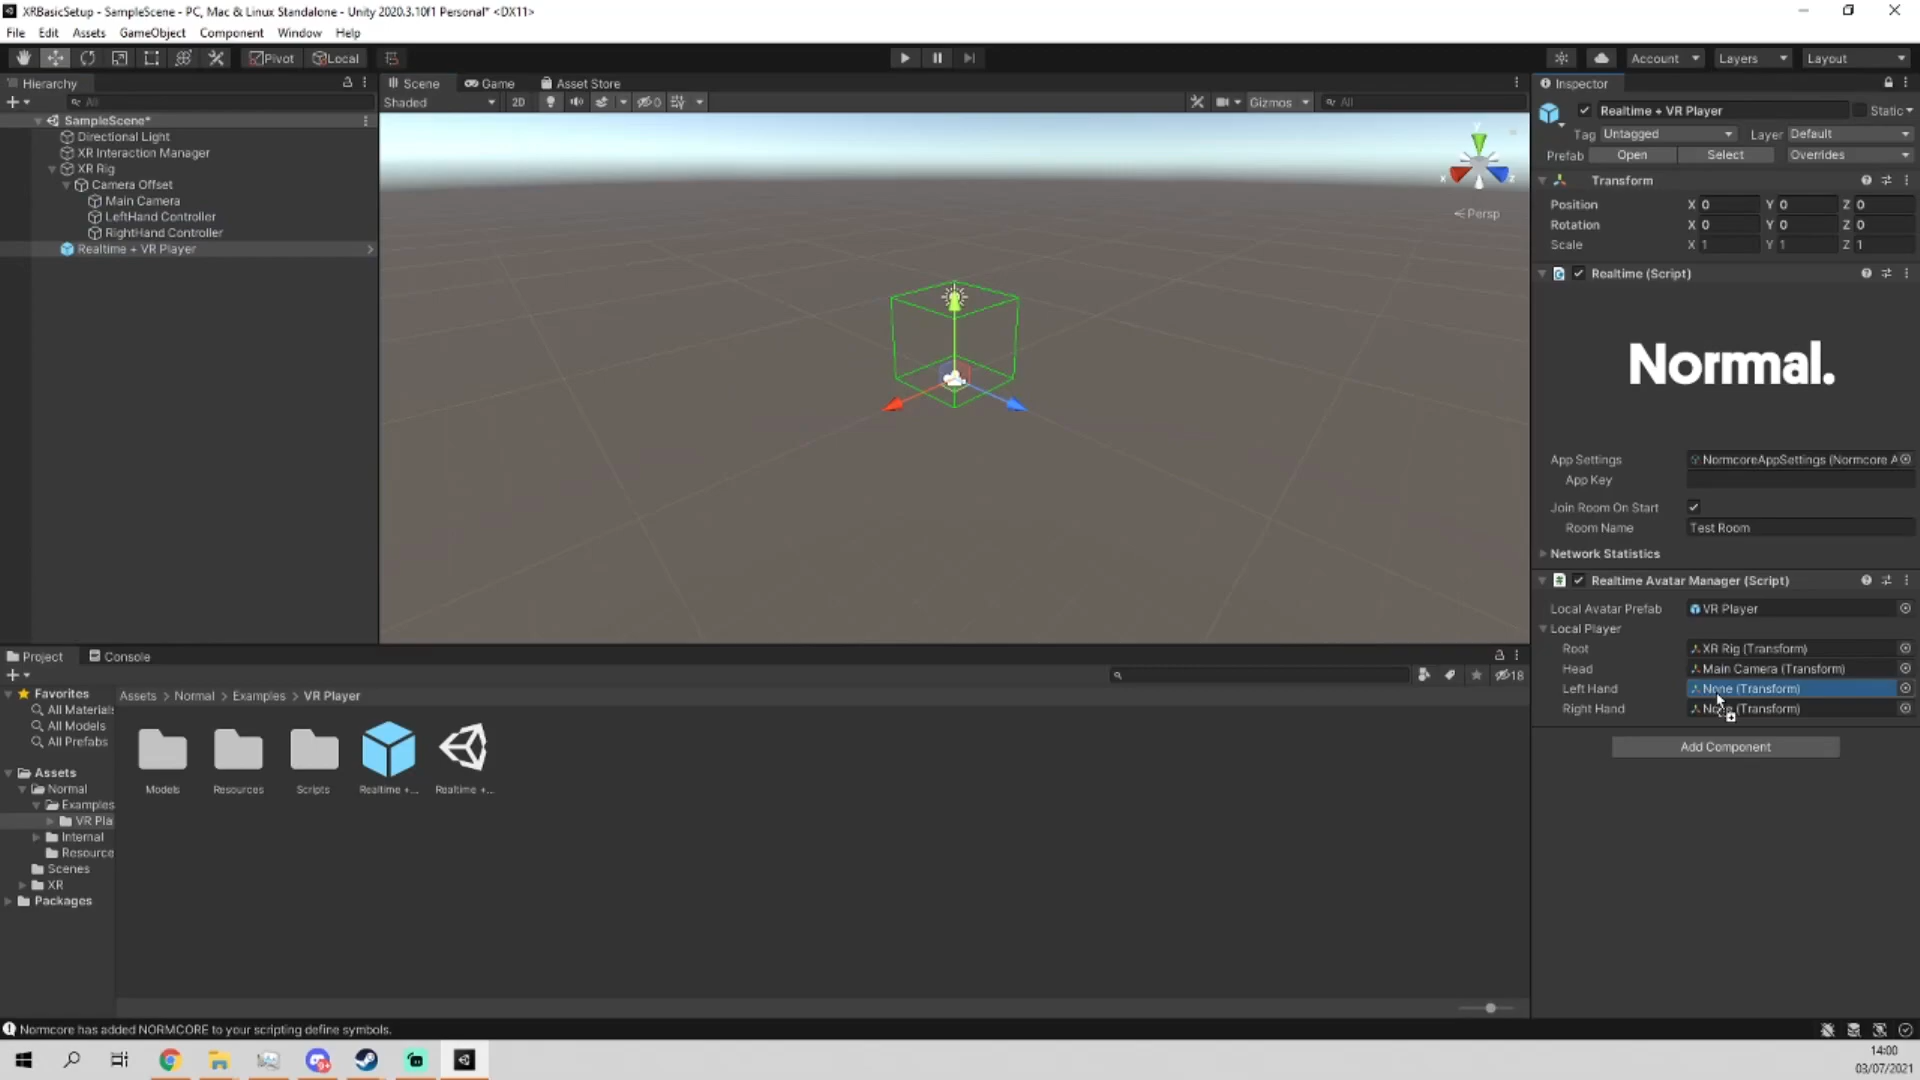 XRBasicSetup - SampleScene - PC, Mac & Linux Standalone - Unity 2020.3.10f1 Personal* <DX11>
File Edit Assets GameObject Component Window Help
Pivot Local Account Layers Layout
Hierarchy
All
SampleScene*
Directional Light
XR Interaction Manager
XR Rig
Camera Offset
Main Camera
LeftHand Controller
RightHand Controller
Realtime + VR Player
Scene Game Asset Store
Shaded 2D 0 Gizmos All
Persp
Inspector
Realtime + VR Player Static
Tag Untagged Layer Default
Prefab Open Select Overrides
Transform
Position X 0 Y 0 Z 0
Rotation X 0 Y 0 Z 0
Scale X 1 Y 1 Z 1
Realtime (Script)
Normal.
App Settings NormcoreAppSettings (Normcore A
App Key
Join Room On Start
Room Name Test Room
Network Statistics
Realtime Avatar Manager (Script)
Local Avatar Prefab VR Player
Local Player
Root XR Rig (Transform)
Head Main Camera (Transform)
Left Hand None (Transform)
Right Hand None (Transform)
Add Component
Project Console
18
Favorites
All Materials
All Models
All Prefabs
Assets
Normal
Examples
VR Pla
Internal
Resource
Scenes
XR
Packages
Assets > Normal > Examples > VR Player
Models Resources Scripts Realtime +... Realtime +...
Normcore has added NORMCORE to your scripting define symbols.
14:00
03/07/2021